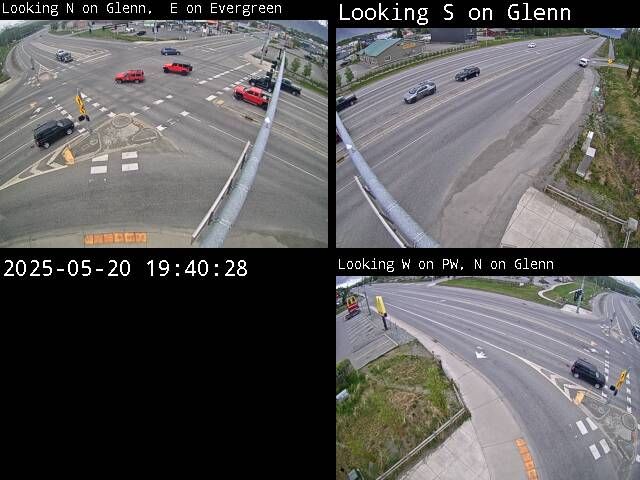 Looking N on Glenn,  E on Evergreen
Looking S on Glenn
2025-05-20 19:40:28
Looking W on PW, N on Glenn